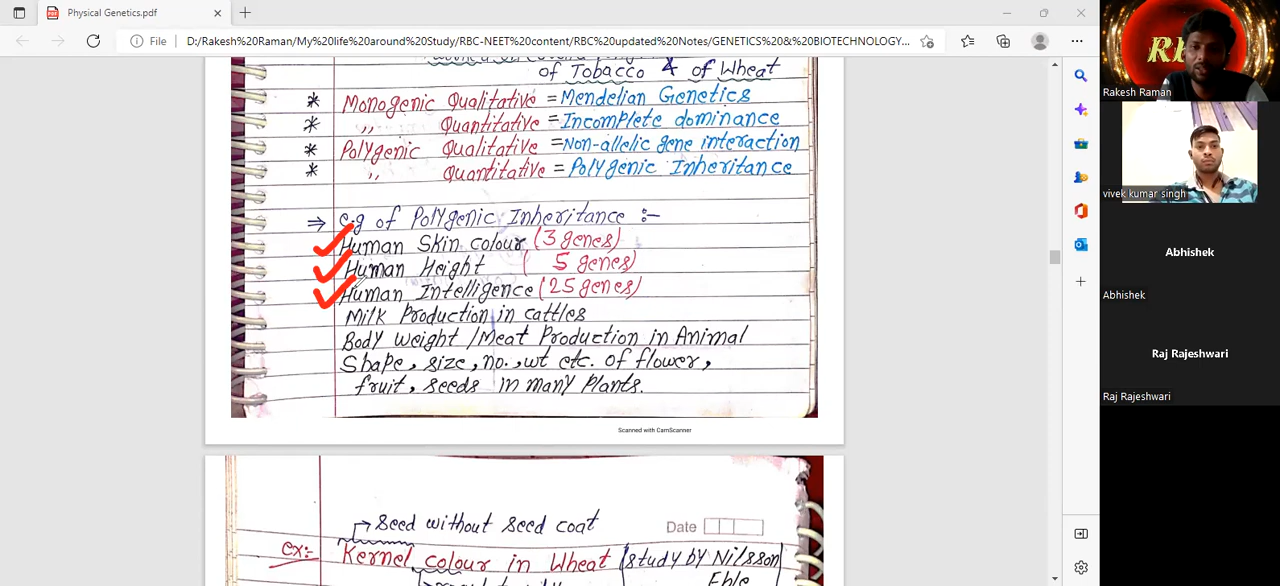 Physical Genetics.pdf
File
D:/Rakesh%20Raman/My%20life%20around%20Study/RBC-NEET%20content/RBC%20updated%20Notes/GENETICS%20&%20BIOTECHNOLOGY...
of Tobacco & of Wheat
* Monogenic Qualitative = Mendelian Genetics
* ,, Quantitative = Incomplete dominance
* Polygenic Qualitative = Non-allelic gene interaction
* ,, Quantitative = Polygenic Inheritance
⇒ e.g of Polygenic Inheritance :-
Human Skin colour (3 genes)
Human Height ( 5 genes)
Human Intelligence (25 genes)
Milk Production in cattles
Body weight / Meat Production in Animal
Shape, size, no., wt etc. of flower,
fruit, seeds in many Plants.
Scanned with CamScanner
→ Seed without seed coat
Date
ex:- Kernel colour in Wheat (study by Nilsson
Ehle
Rakesh Raman
vivek kumar singh
Abhishek
Abhishek
Raj Rajeshwari
Raj Rajeshwari